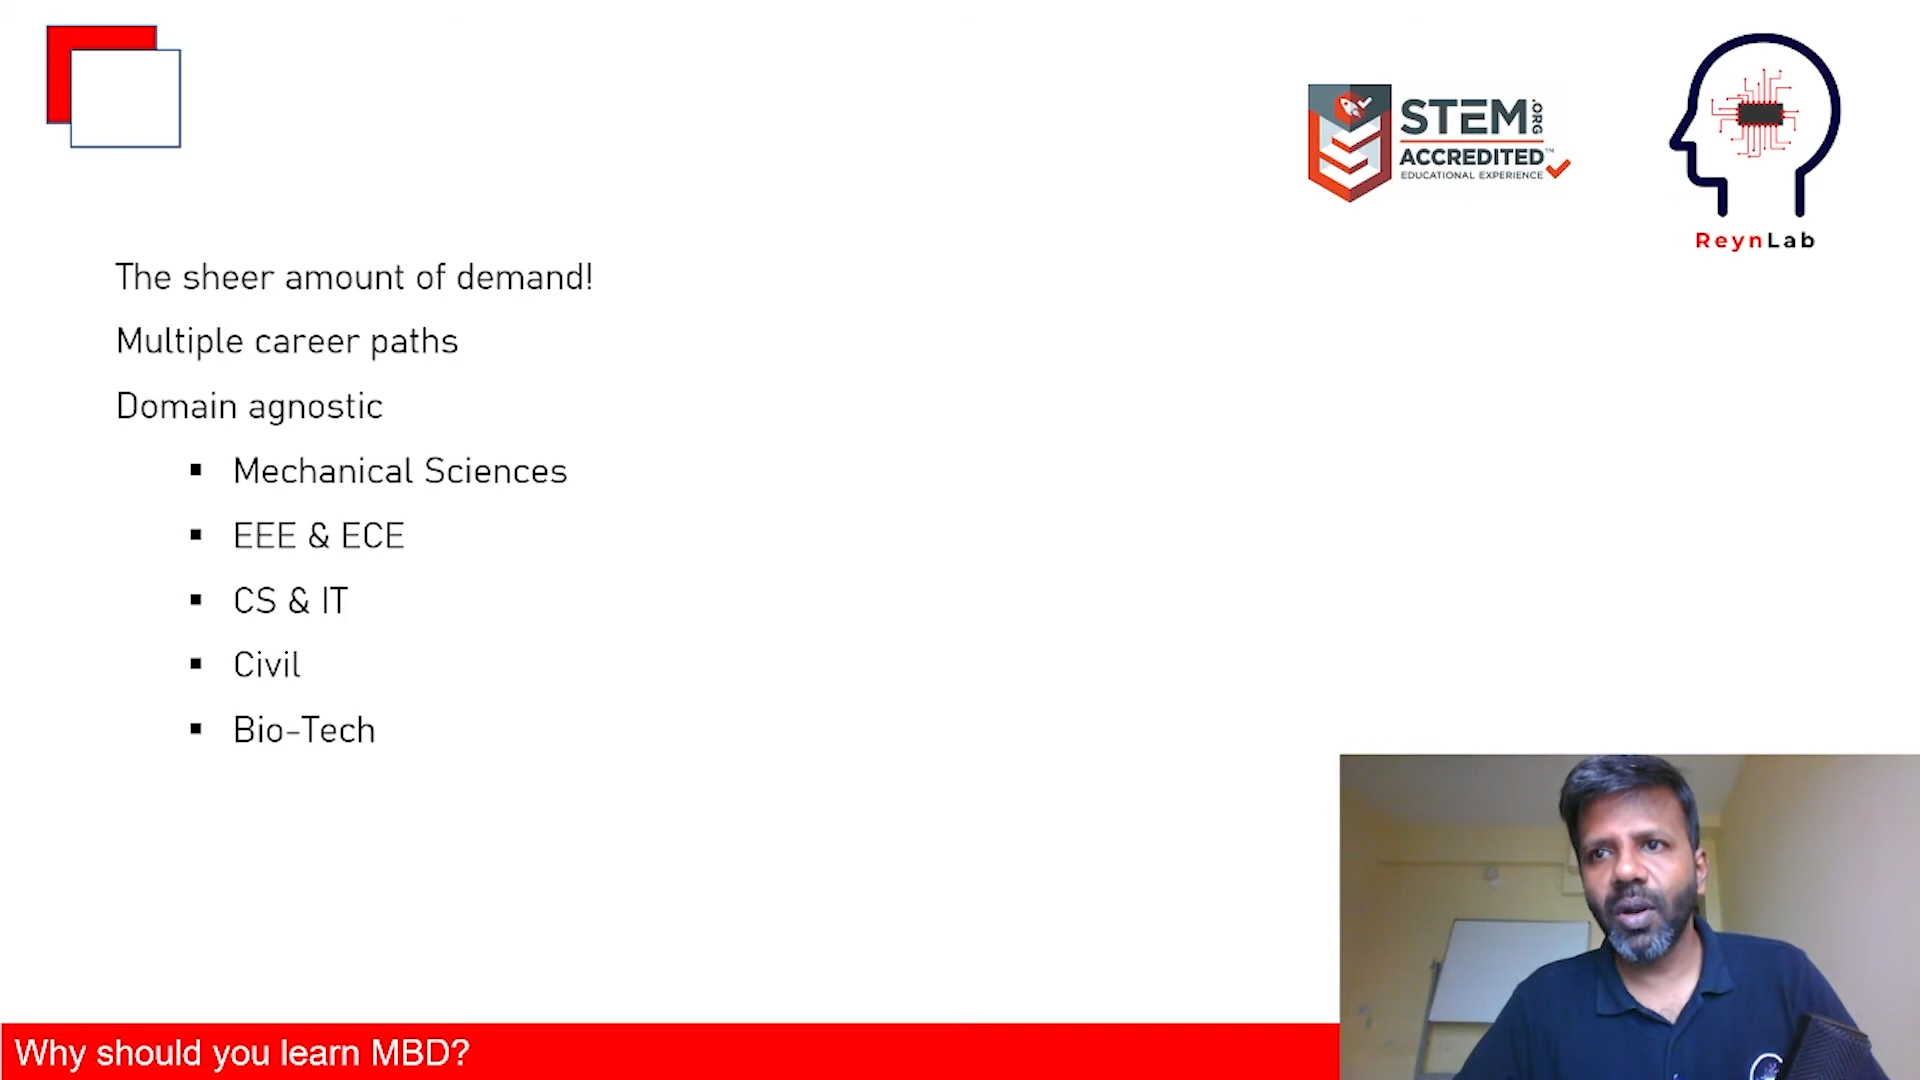 STEM.ORG
ACCREDITED™
EDUCATIONAL EXPERIENCE
ReynLab
The sheer amount of demand!
Multiple career paths
Domain agnostic
▪ Mechanical Sciences
▪ EEE & ECE
▪ CS & IT
▪ Civil
▪ Bio-Tech
Why should you learn MBD?